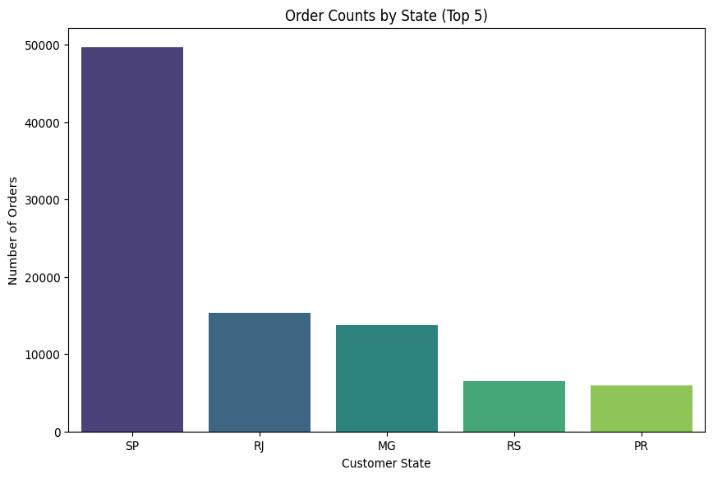 Order Counts by State (Top 5)
Number of Orders
50000
40000
30000
20000
10000
0
SP RJ MG RS PR
Customer State